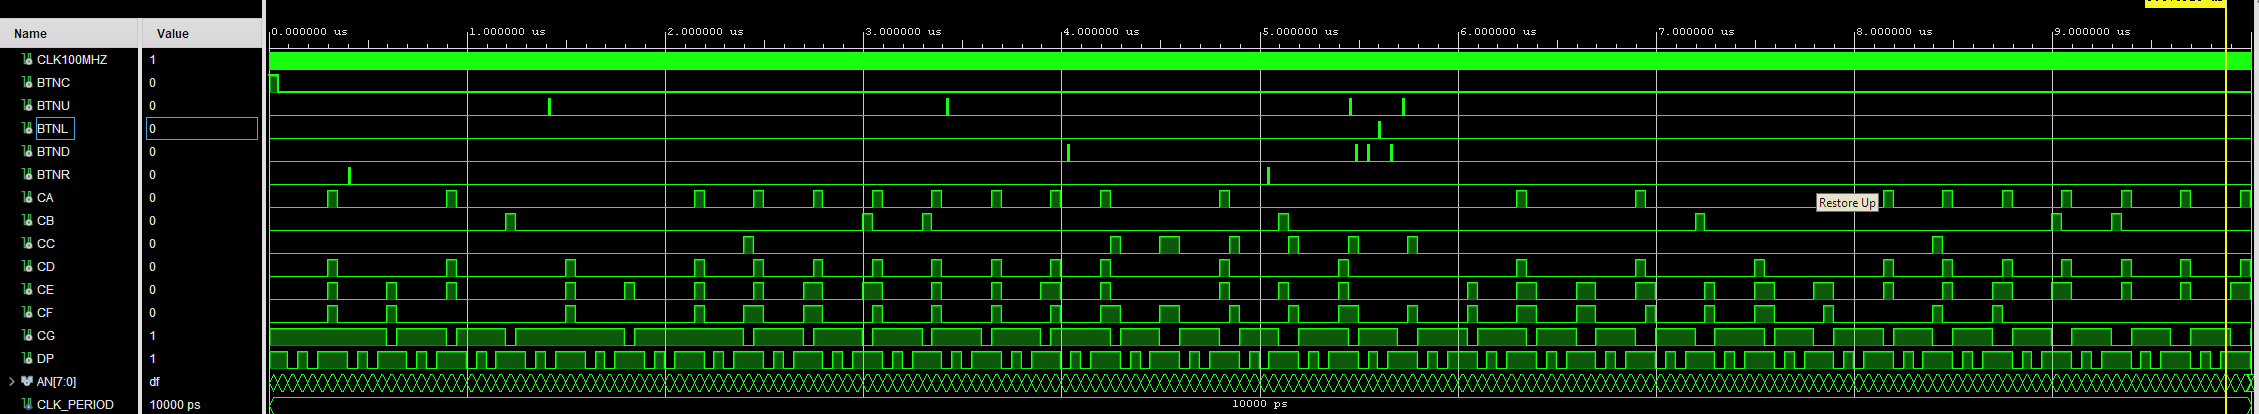 Name Value
0.000000 us 1.000000 us 2.000000 us 3.000000 us 4.000000 us 5.000000 us 6.000000 us 7.000000 us 8.000000 us 9.000000 us
CLK100MHZ 1
BTNC 0
BTNU 0
BTNL 0
BTND 0
BTNR 0
CA 0
Restore Up
CB 0
CC 0
CD 0
CE 0
CF 0
CG 1
DP 1
AN[7:0] df
CLK_PERIOD 10000 ps 10000 ps